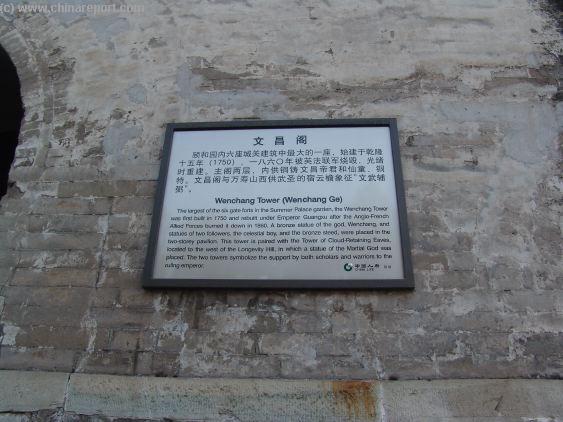 (c) www.chinareport.com
文昌阁
颐和园内六座城关建筑中最大的一座，始建于乾隆
十五年（1750），一八六〇年被英法联军烧毁，光绪
时重建。主阁两层，内供铜铸文昌帝君和仙童、铜
特。文昌阁与万寿山西供武圣的宿云檐象征“文武辅
弼”。
Wenchang Tower (Wenchang Ge)
The largest of the six gate-forts in the Summer Palace garden, the Wenchang Tower
was first built in 1750 and rebuilt under Emperor Guangxu after the Anglo-French
Allied Forces burned it down in 1860. A bronze statue of the god, Wenchang, and
statues of two followers, the celestial boy, and the bronze steed, were placed in the
two-storey pavilion. This tower is paired with the Tower of Cloud-Retaining Eaves,
located to the west of the Longevity Hill, in which a statue of the Martial God was
placed. The two towers symbolize the support by both scholars and warriors to the
ruling emperor.
中国人寿
CHINA LIFE